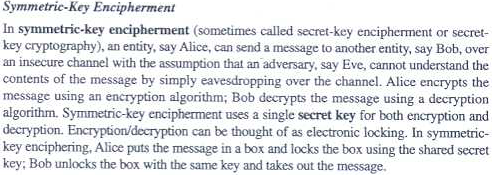 Symmetric-Key Encipherment
In symmetric-key encipherment (sometimes called secret-key encipherment or secret-
key cryptography), an entity, say Alice, can send a message to another entity, say Bob, over
an insecure channel with the assumption that an adversary, say Eve, cannot understand the
contents of the message by simply eavesdropping over the channel. Alice encrypts the
message using an encryption algorithm; Bob decrypts the message using a decryption
algorithm. Symmetric-key encipherment uses a single secret key for both encryption and
decryption. Encryption/decryption can be thought of as electronic locking. In symmetric-
key enciphering, Alice puts the message in a box and locks the box using the shared secret
key; Bob unlocks the box with the same key and takes out the message.